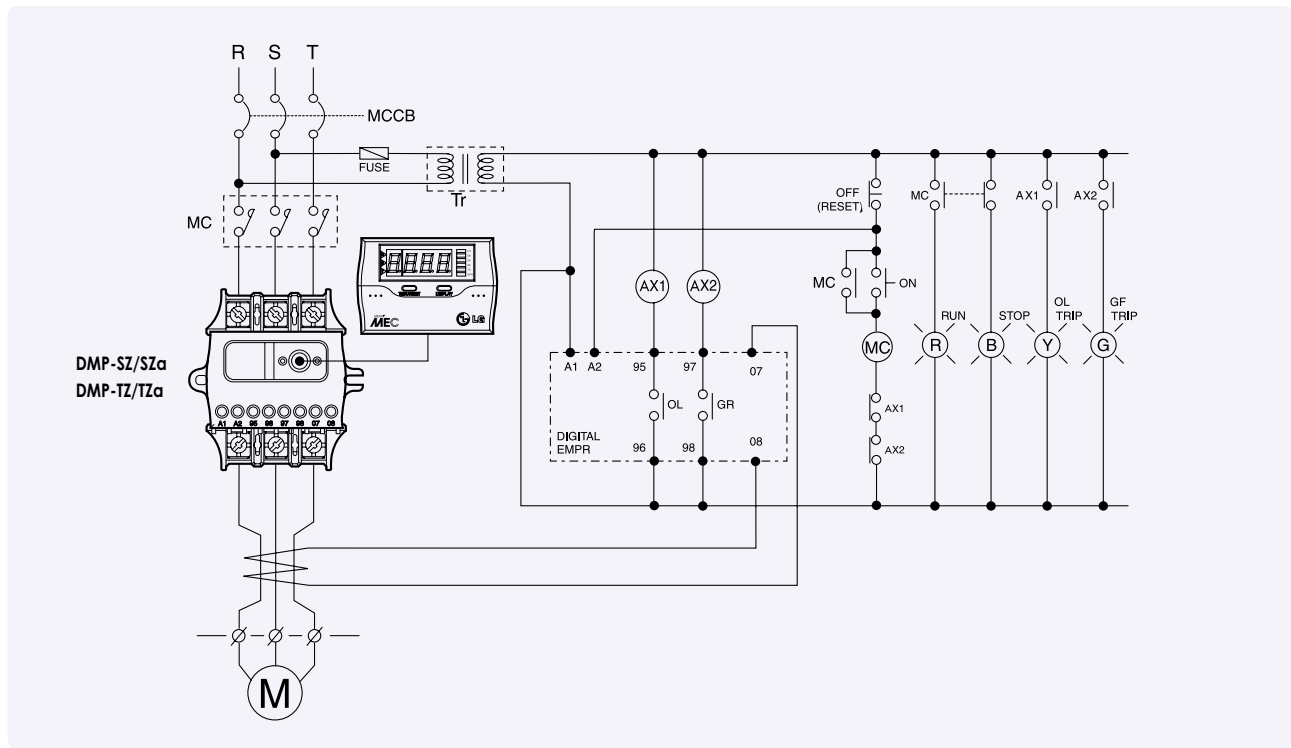 R S T
MCCB
FUSE
Tr
MC
OFF
(RESET)
MC
AX1
AX2
MEC
LG
DMP-SZ/SZa
DMP-TZ/TZa
A1 A2 95 96 97 98 07 08
AX1
AX2
MC
ON
RUN
STOP
OL
TRIP
GF
TRIP
MC
R
B
Y
G
A1 A2 95 97 07
OL
GR
AX1
AX2
DIGITAL
EMPR
96 98 08
M